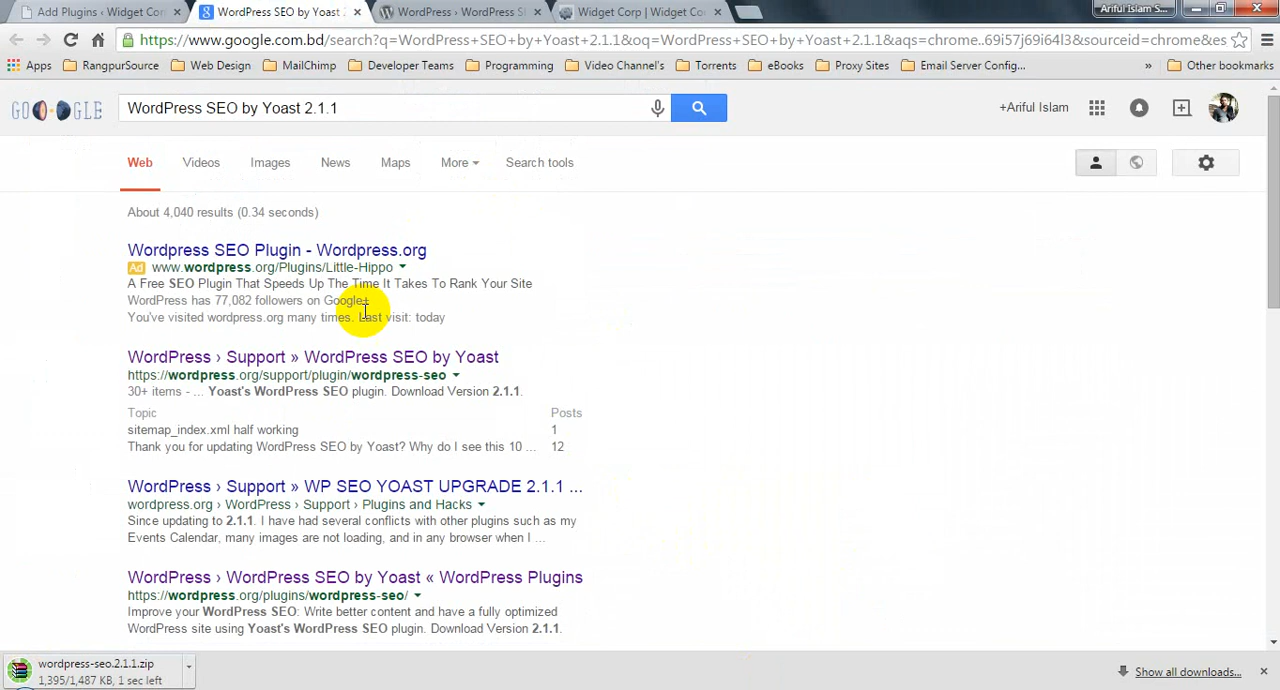 Add Plugins ‹ Widget Cor
WordPress SEO by Yoast 2
WordPress › WordPress S
Widget Corp | Widget Co
Ariful Islam S...
https://www.google.com.bd/search?q=WordPress+SEO+by+Yoast+2.1.1&oq=WordPress+SEO+by+Yoast+2.1.1&aqs=chrome..69i57j69i64l3&sourceid=chrome&es
Apps RangpurSource Web Design MailChimp Developer Teams Programming Video Channel's Torrents eBooks Proxy Sites Email Server Config... » Other bookmarks
GOOGLE
WordPress SEO by Yoast 2.1.1
+Ariful Islam
Web Videos Images News Maps More Search tools
About 4,040 results (0.34 seconds)
Wordpress SEO Plugin - Wordpress.org
Ad www.wordpress.org/Plugins/Little-Hippo
A Free SEO Plugin That Speeds Up The Time It Takes To Rank Your Site
WordPress has 77,082 followers on Google+
You've visited wordpress.org many times. Last visit: today
WordPress › Support » WordPress SEO by Yoast
https://wordpress.org/support/plugin/wordpress-seo
30+ items - ... Yoast's WordPress SEO plugin. Download Version 2.1.1.
Topic Posts
sitemap_index.xml half working 1
Thank you for updating WordPress SEO by Yoast? Why do I see this 10 ... 12
WordPress › Support » WP SEO YOAST UPGRADE 2.1.1 ...
wordpress.org › WordPress › Support › Plugins and Hacks
Since updating to 2.1.1. I have had several conflicts with other plugins such as my
Events Calendar, many images are not loading, and in any browser when I ...
WordPress › WordPress SEO by Yoast « WordPress Plugins
https://wordpress.org/plugins/wordpress-seo/
Improve your WordPress SEO: Write better content and have a fully optimized
WordPress site using Yoast's WordPress SEO plugin. Download Version 2.1.1.
wordpress-seo.2.1.1.zip
1,395/1,487 KB, 1 sec left
Show all downloads...